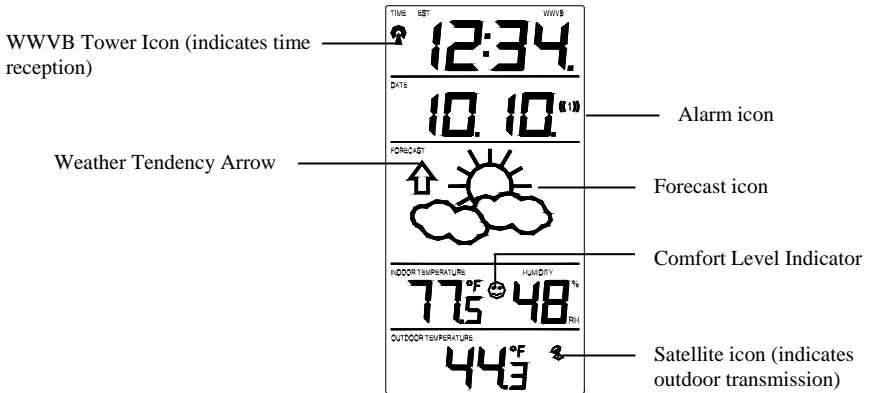 TIME EST WWVB
WWVB Tower Icon (indicates time
reception)
12:34.
DATE
10. 10. ((1))
Alarm icon
FORECAST
Weather Tendency Arrow
Forecast icon
Comfort Level Indicator
INDOOR TEMPERATURE HUMIDITY
77.5 °F 48 %
RH
OUTDOOR TEMPERATURE
44.3 °F
Satellite icon (indicates
outdoor transmission)